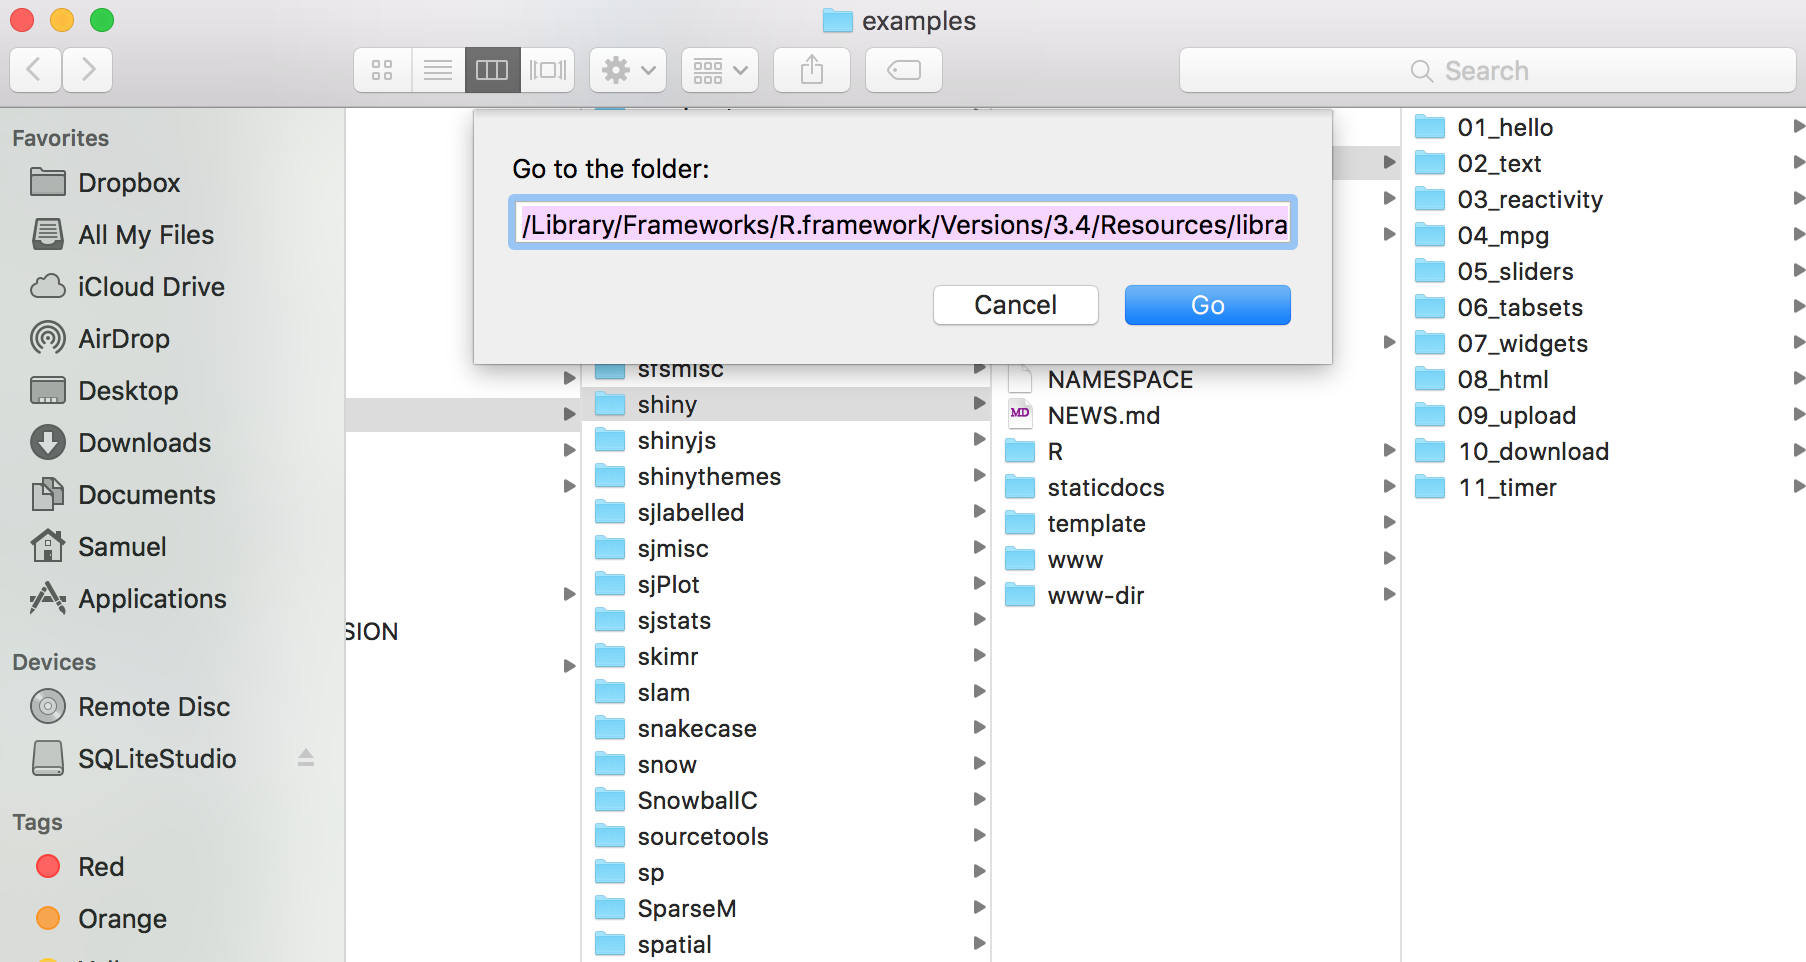 examples
Search
Favorites
Dropbox
All My Files
iCloud Drive
AirDrop
Desktop
Downloads
Documents
Samuel
Applications
Devices
Remote Disc
SQLiteStudio
Tags
Red
Orange
SION
Go to the folder:
/Library/Frameworks/R.framework/Versions/3.4/Resources/libra
Cancel
Go
sfsmisc
shiny
shinyjs
shinythemes
sjlabelled
sjmisc
sjPlot
sjstats
skimr
slam
snakecase
snow
SnowballC
sourcetools
sp
SparseM
spatial
NAMESPACE
MD
NEWS.md
R
staticdocs
template
www
www-dir
01_hello
02_text
03_reactivity
04_mpg
05_sliders
06_tabsets
07_widgets
08_html
09_upload
10_download
11_timer